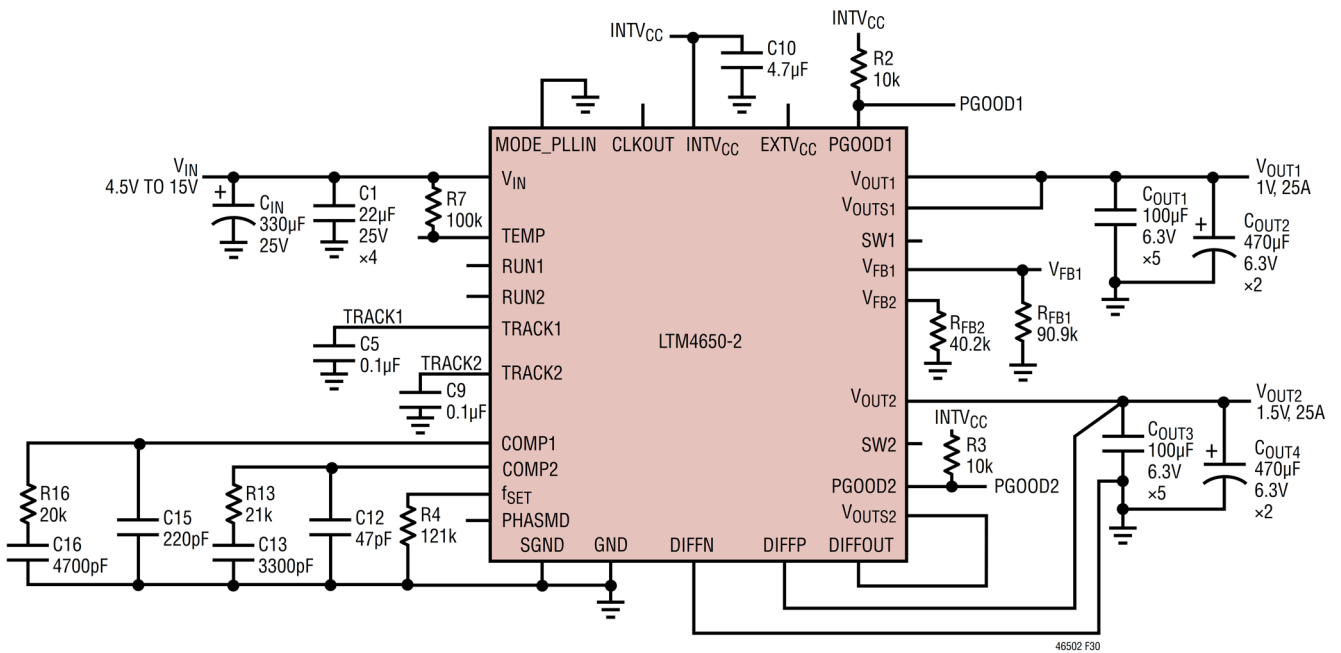 INTVCC
C10
4.7µF
INTVCC
R2
10k
PGOOD1
MODE_PLLIN
CLKOUT
INTVCC
EXTVCC
PGOOD1
VIN
4.5V TO 15V
CIN
330µF
25V
C1
22µF
25V
×4
R7
100k
VIN
TEMP
RUN1
RUN2
TRACK1
TRACK1
C5
0.1µF
TRACK2
TRACK2
C9
0.1µF
LTM4650-2
VOUT1
VOUTS1
SW1
VFB1
VFB2
VFB1
RFB2
40.2k
RFB1
90.9k
VOUT1
1V, 25A
+
COUT1
100µF
6.3V
×5
+
COUT2
470µF
6.3V
×2
VOUT2
SW2
PGOOD2
VOUTS2
INTVCC
R3
10k
PGOOD2
VOUT2
1.5V, 25A
COUT3
100µF
6.3V
×5
+
COUT4
470µF
6.3V
×2
COMP1
COMP2
fSET
PHASMD
R16
20k
C16
4700pF
C15
220pF
R13
21k
C13
3300pF
C12
47pF
R4
121k
SGND
GND
DIFFN
DIFFP
DIFFOUT
46502 F30